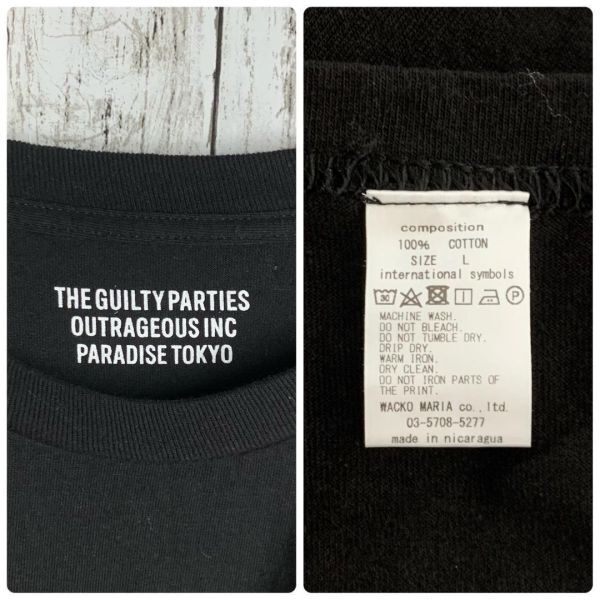 THE GUILTY PARTIES
OUTRAGEOUS INC
PARADISE TOKYO
composition
100% COTTON
SIZE L
international symbols
MACHINE WASH.
DO NOT BLEACH.
DO NOT TUMBLE DRY.
DRIP DRY.
WARM IRON.
DRY CLEAN.
DO NOT IRON PARTS OF
THE PRINT.
WACKO MARIA co., ltd.
03-5708-5277
made in nicaragua